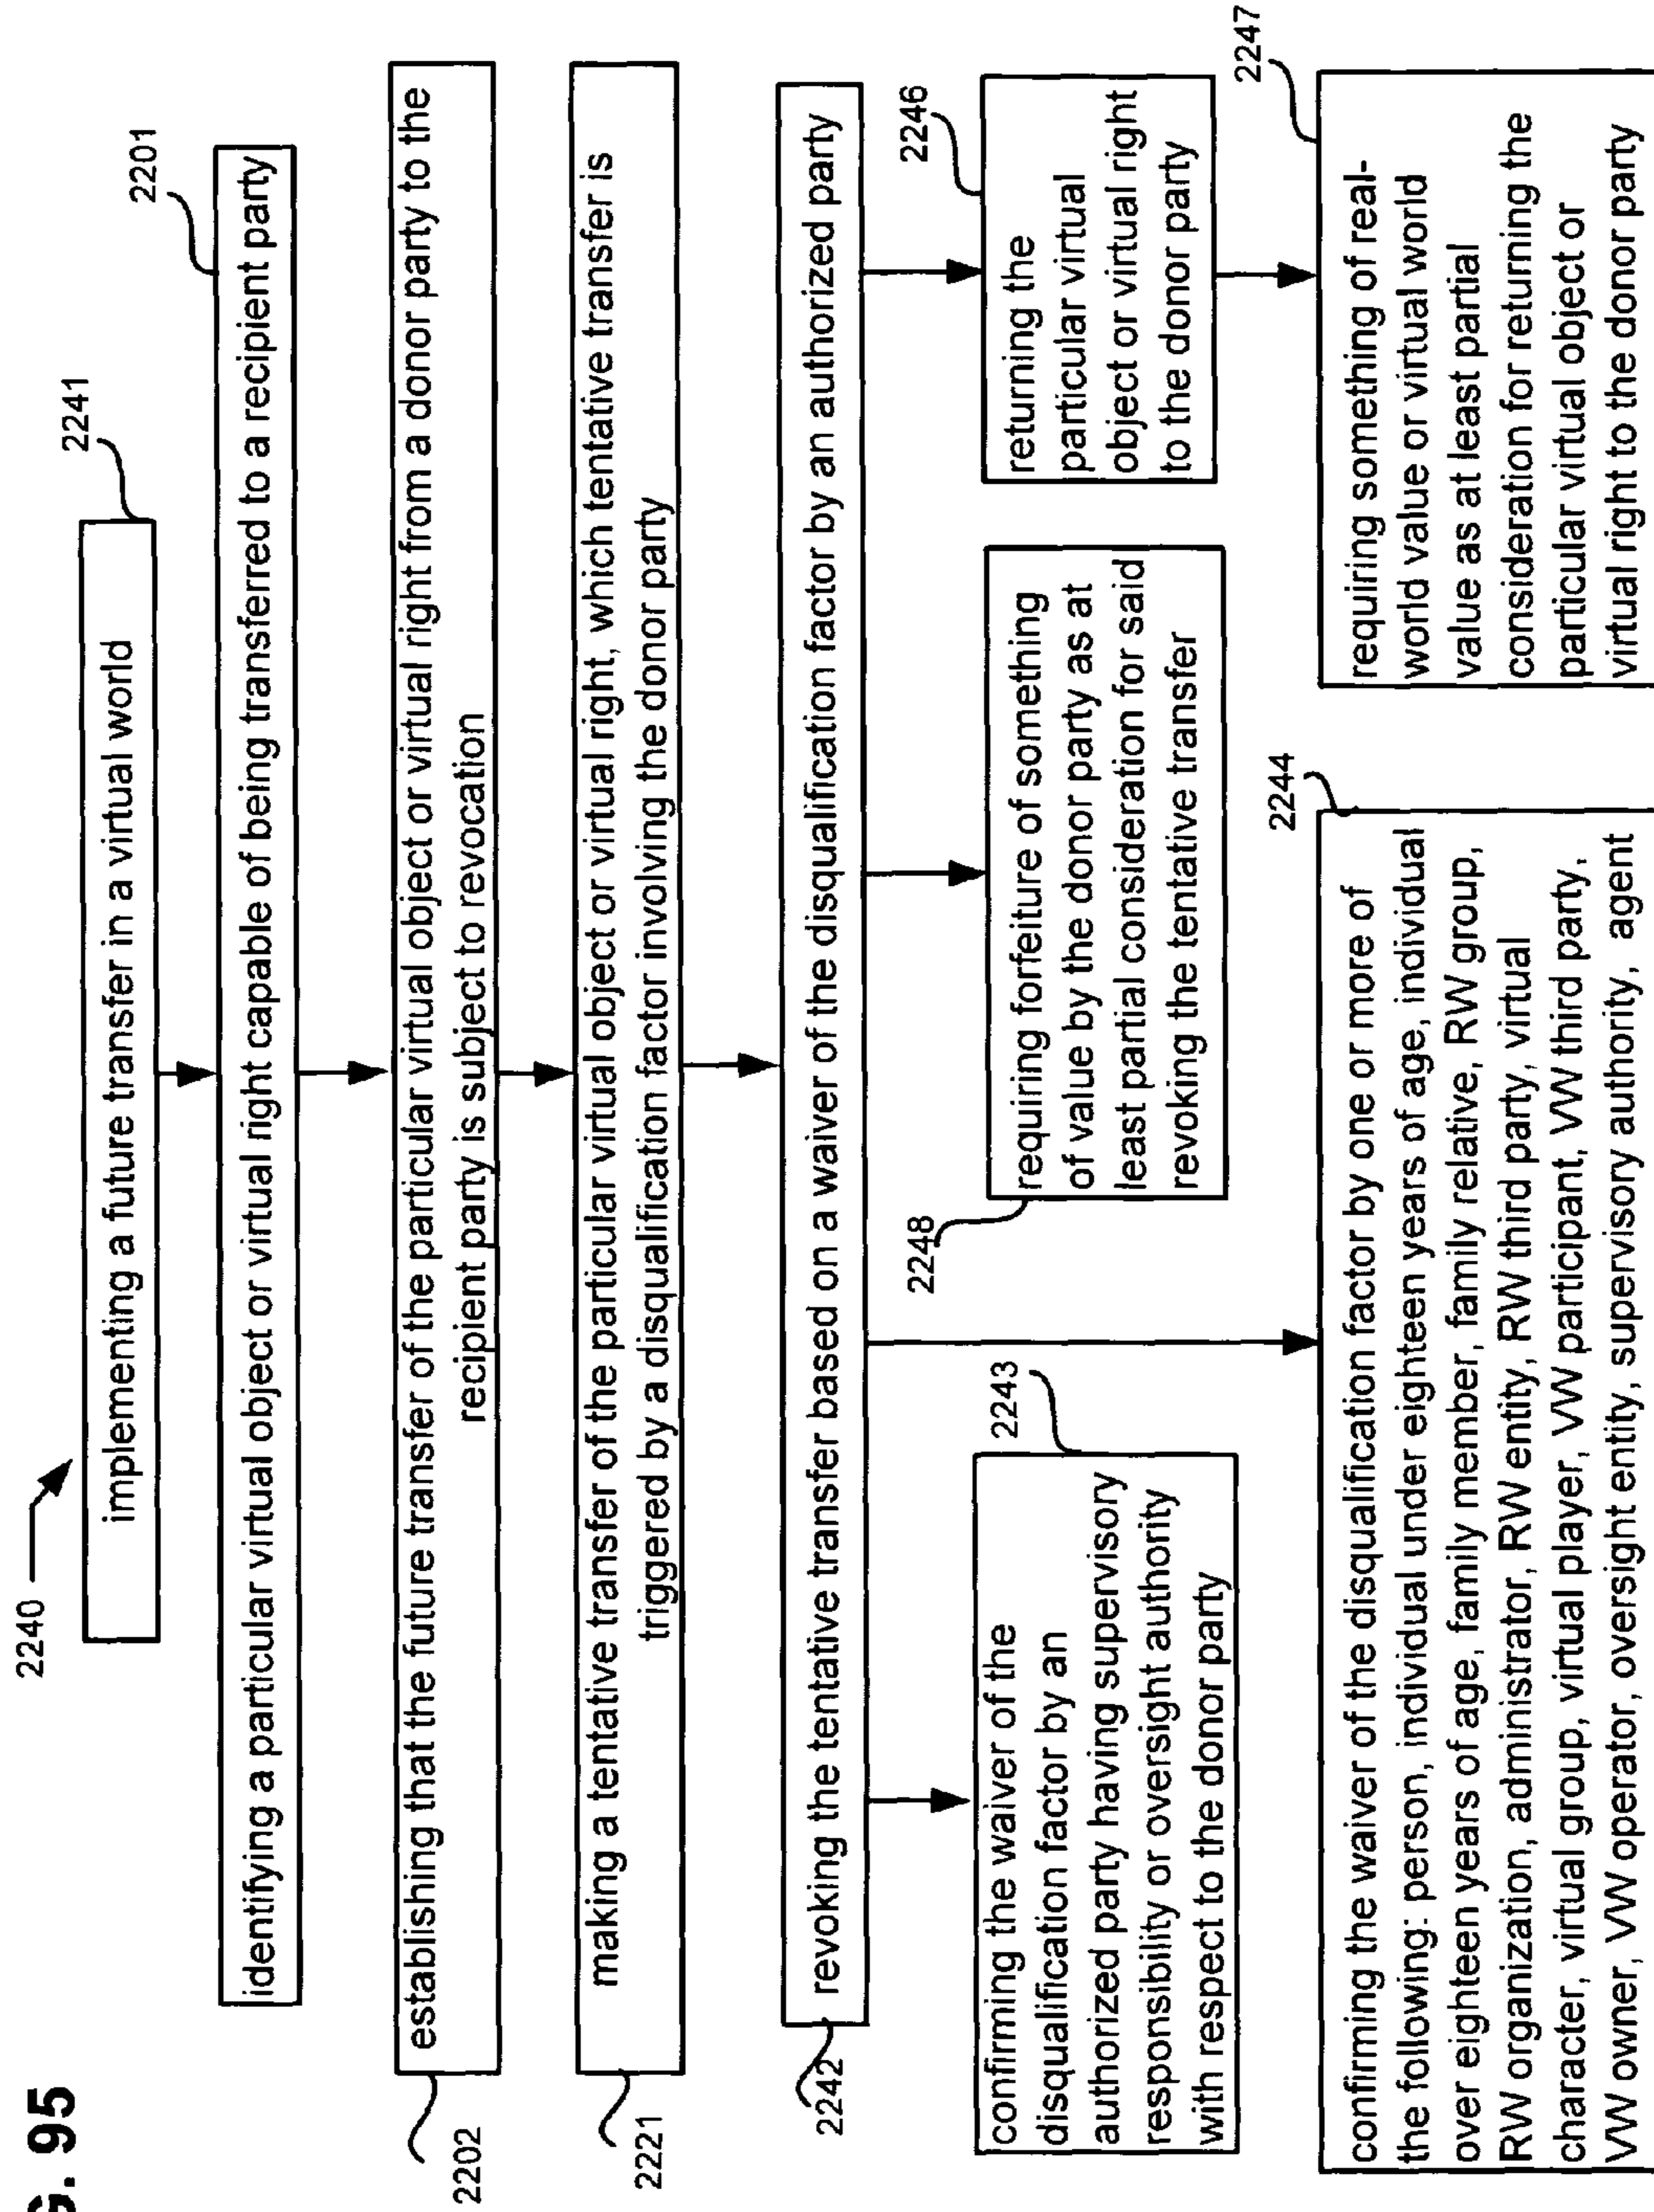 G. 95
2240
2241
implementing a future transfer in a virtual world
2201
identifying a particular virtual object or virtual right capable of being transferred to a recipient party
2202
establishing that the future transfer of the particular virtual object or virtual right from a donor party to the
recipient party is subject to revocation
2221
making a tentative transfer of the particular virtual object or virtual right, which tentative transfer is
triggered by a disqualification factor involving the donor party
2242
revoking the tentative transfer based on a waiver of the disqualification factor by an authorized party
2243
confirming the waiver of the
disqualification factor by an
authorized party having supervisory
responsibility or oversight authority
with respect to the donor party
2248
requiring forfeiture of something
of value by the donor party as at
least partial consideration for said
revoking the tentative transfer
2246
returning the
particular virtual
object or virtual right
to the donor party
2244
confirming the waiver of the disqualification factor by one or more of
the following: person, individual under eighteen years of age, individual
over eighteen years of age, family member, family relative, RW group,
RW organization, administrator, RW entity, RW third party, virtual
character, virtual group, virtual player, VW participant, VW third party,
VW owner, VW operator, oversight entity, supervisory authority, agent
2247
requiring something of real-
world value or virtual world
value as at least partial
consideration for returning the
particular virtual object or
virtual right to the donor party